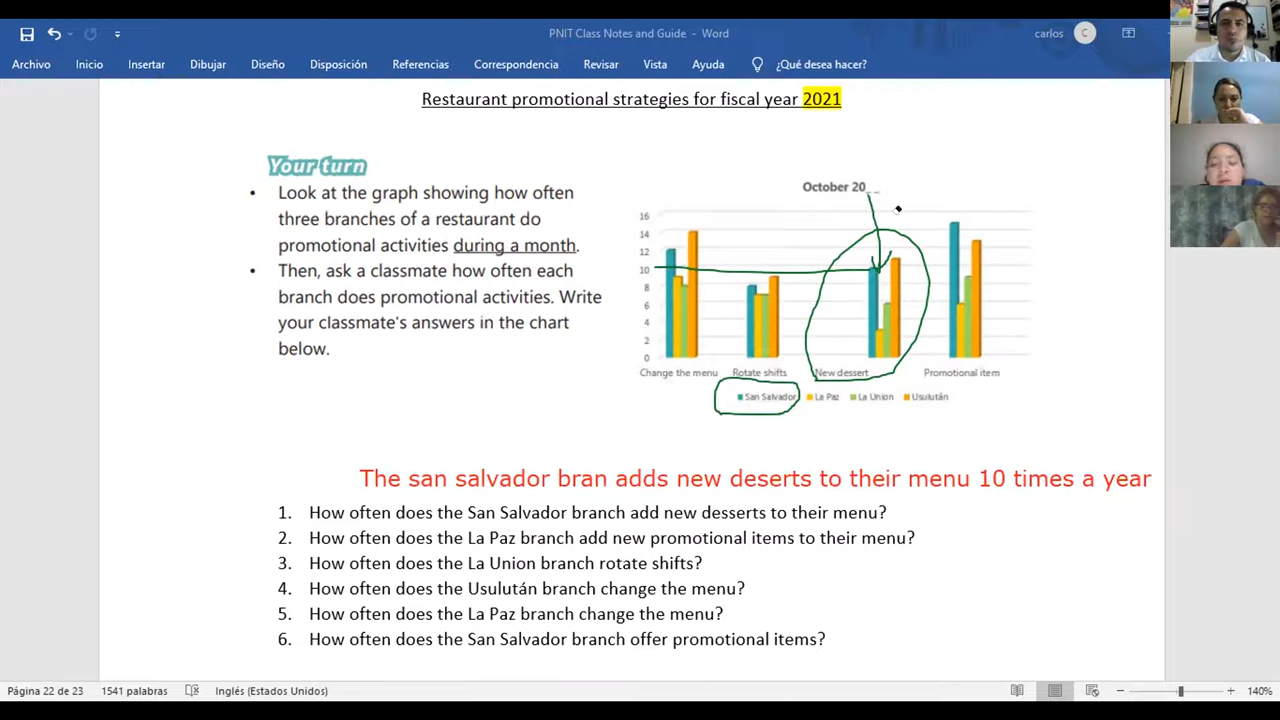 PNIT Class Notes and Guide - Word
carlos
C
Archivo Inicio Insertar Dibujar Diseño Disposición Referencias Correspondencia Revisar Vista Ayuda ¿Qué desea hacer?
Restaurant promotional strategies for fiscal year 2021
Your turn
• Look at the graph showing how often
three branches of a restaurant do
promotional activities during a month.
• Then, ask a classmate how often each
branch does promotional activities. Write
your classmate's answers in the chart
below.
October 20_ _
16
14
12
10
8
6
4
2
0
Change the menu Rotate shifts New dessert Promotional item
San Salvador La Paz La Union Usulután
The san salvador bran adds new deserts to their menu 10 times a year
1. How often does the San Salvador branch add new desserts to their menu?
2. How often does the La Paz branch add new promotional items to their menu?
3. How often does the La Union branch rotate shifts?
4. How often does the Usulután branch change the menu?
5. How often does the La Paz branch change the menu?
6. How often does the San Salvador branch offer promotional items?
Página 22 de 23 1541 palabras Inglés (Estados Unidos) 140%